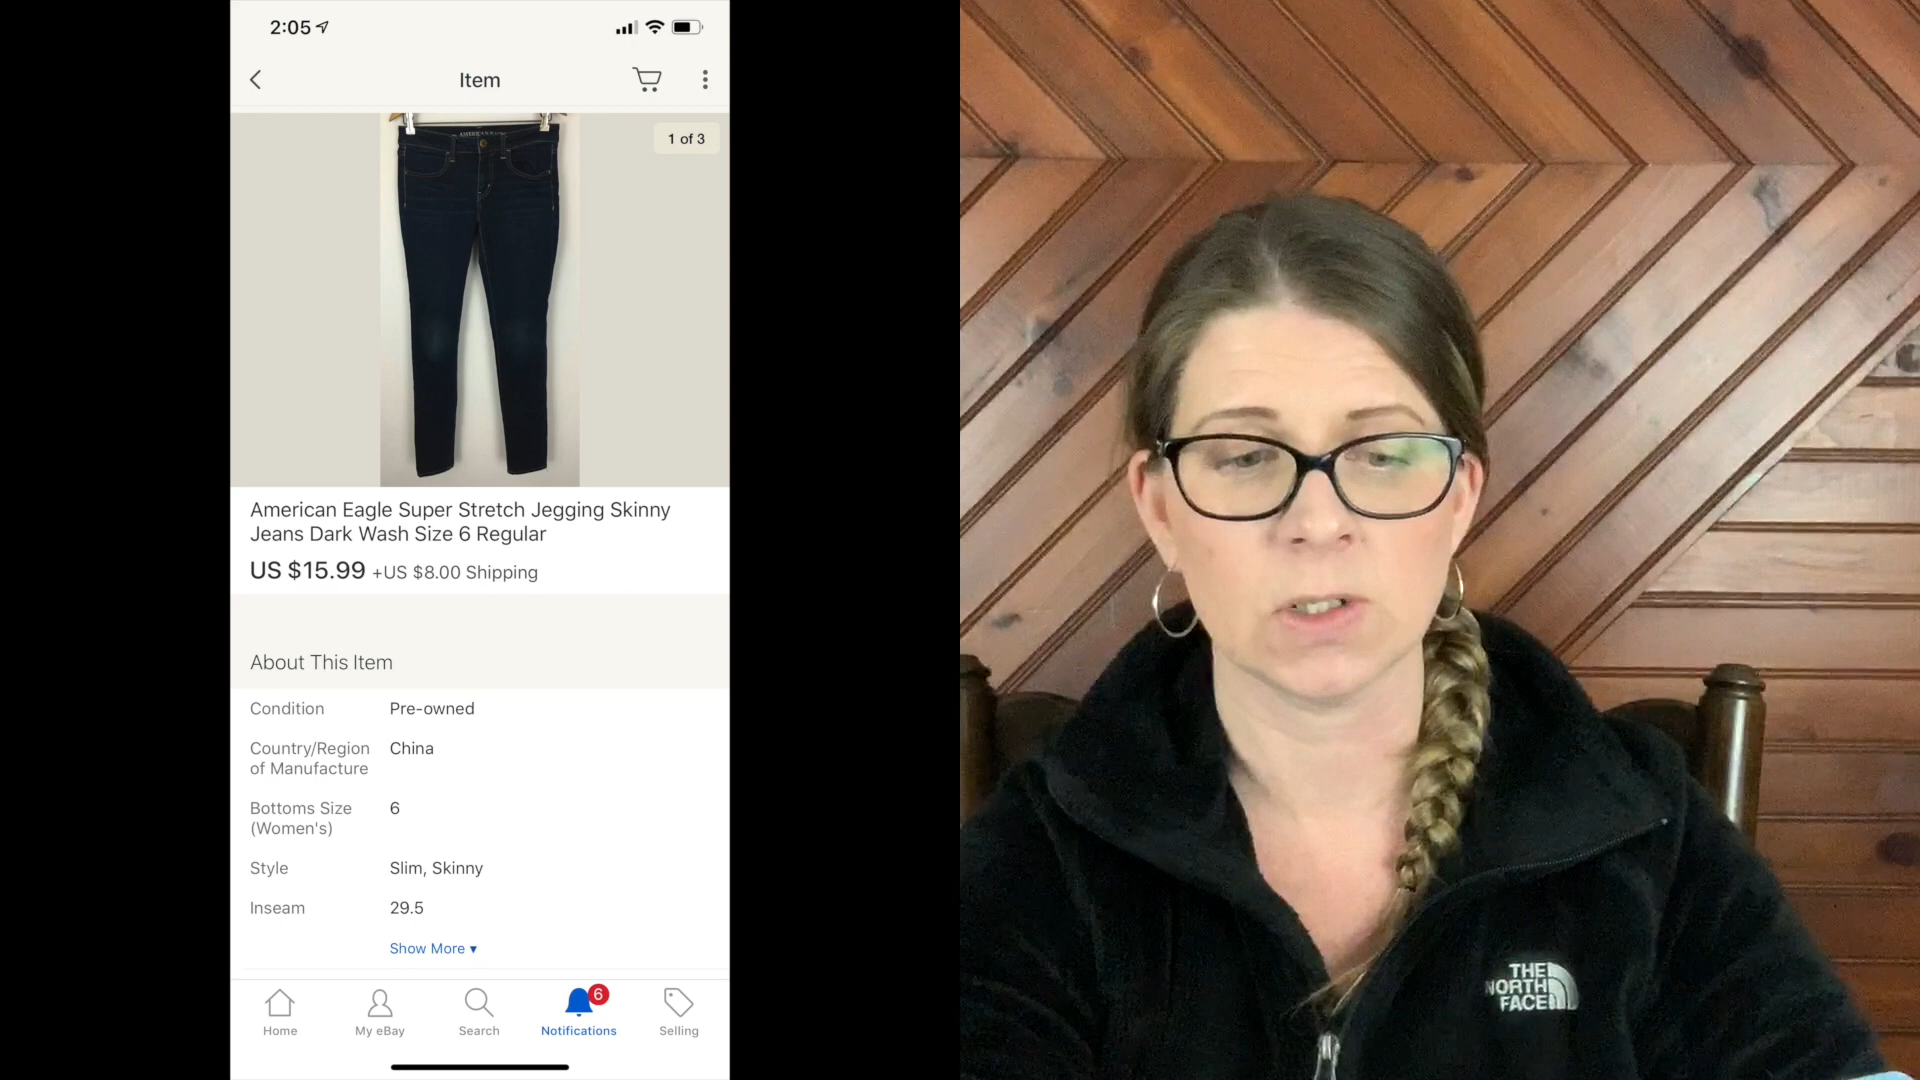 2:05
Item
1 of 3
AMERICAN
American Eagle Super Stretch Jegging Skinny
Jeans Dark Wash Size 6 Regular
US $15.99 +US $8.00 Shipping
About This Item
Condition Pre-owned
Country/Region China
of Manufacture
Bottoms Size 6
(Women's)
Style Slim, Skinny
Inseam 29.5
Show More ▾
6
Home My eBay Search Notifications Selling
THE
NORTH
FACE